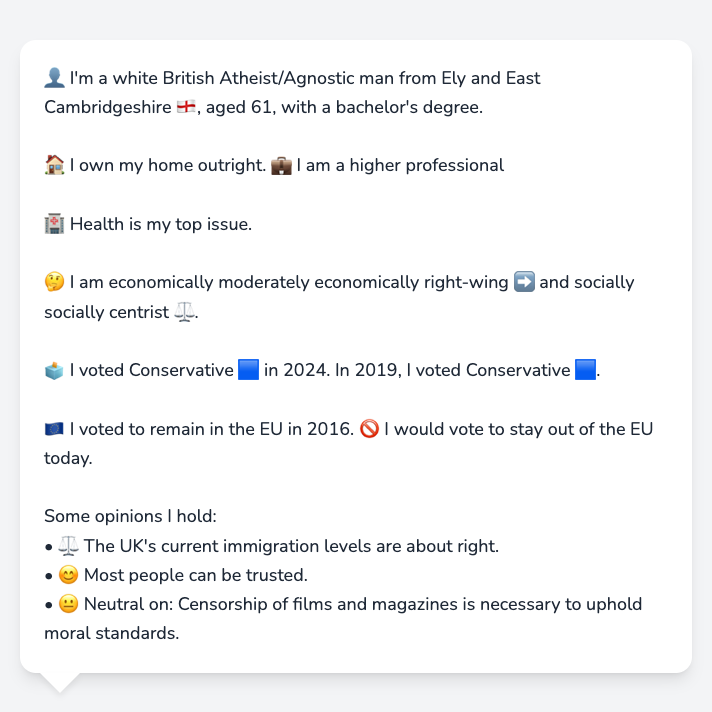 👤 I'm a white British Atheist/Agnostic man from Ely and East
Cambridgeshire 🏴󠁧󠁢󠁥󠁮󠁧󠁿, aged 61, with a bachelor's degree.
🏠 I own my home outright. 💼 I am a higher professional
🏥 Health is my top issue.
🤔 I am economically moderately economically right-wing ➡️ and socially
socially centrist ⚖️.
🗳️ I voted Conservative 🟦 in 2024. In 2019, I voted Conservative 🟦.
🇪🇺 I voted to remain in the EU in 2016. 🚫 I would vote to stay out of the EU
today.
Some opinions I hold:
• ⚖️ The UK's current immigration levels are about right.
• 😊 Most people can be trusted.
• 😐 Neutral on: Censorship of films and magazines is necessary to uphold
moral standards.